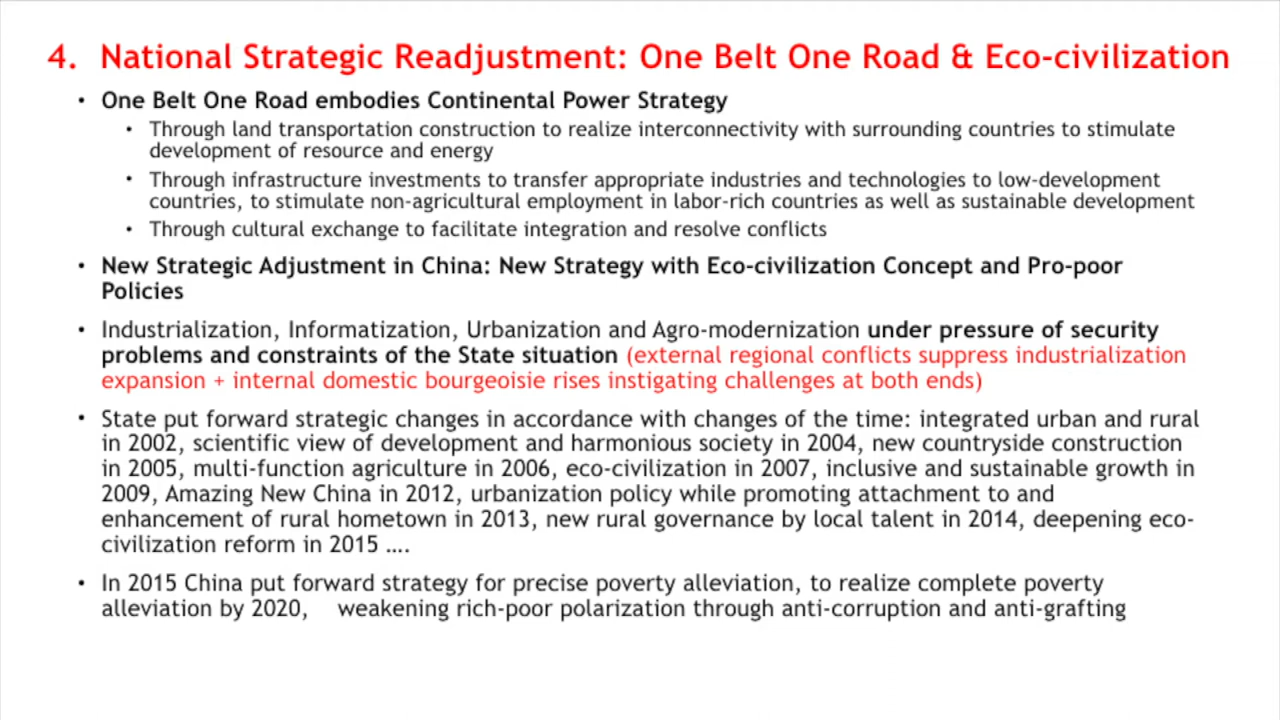 4. National Strategic Readjustment: One Belt One Road & Eco-civilization
• One Belt One Road embodies Continental Power Strategy
• Through land transportation construction to realize interconnectivity with surrounding countries to stimulate
development of resource and energy
• Through infrastructure investments to transfer appropriate industries and technologies to low-development
countries, to stimulate non-agricultural employment in labor-rich countries as well as sustainable development
• Through cultural exchange to facilitate integration and resolve conflicts
• New Strategic Adjustment in China: New Strategy with Eco-civilization Concept and Pro-poor
Policies
• Industrialization, Informatization, Urbanization and Agro-modernization under pressure of security
problems and constraints of the State situation (external regional conflicts suppress industrialization
expansion + internal domestic bourgeoisie rises instigating challenges at both ends)
• State put forward strategic changes in accordance with changes of the time: integrated urban and rural
in 2002, scientific view of development and harmonious society in 2004, new countryside construction
in 2005, multi-function agriculture in 2006, eco-civilization in 2007, inclusive and sustainable growth in
2009, Amazing New China in 2012, urbanization policy while promoting attachment to and
enhancement of rural hometown in 2013, new rural governance by local talent in 2014, deepening eco-
civilization reform in 2015 ....
• In 2015 China put forward strategy for precise poverty alleviation, to realize complete poverty
alleviation by 2020, weakening rich-poor polarization through anti-corruption and anti-grafting